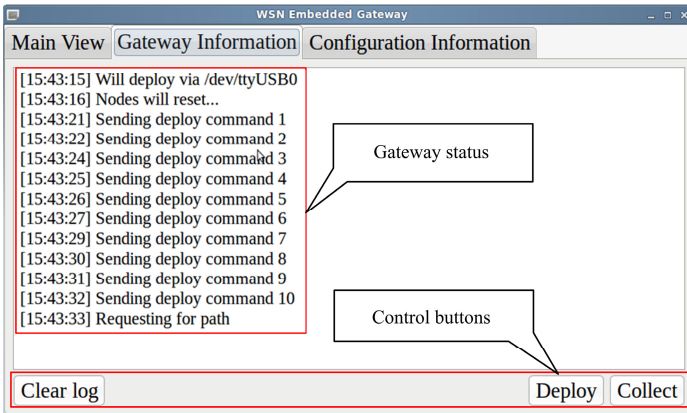 WSN Embedded Gateway
Main View Gateway Information Configuration Information
[15:43:15] Will deploy via /dev/ttyUSB0
[15:43:16] Nodes will reset...
[15:43:21] Sending deploy command 1
[15:43:22] Sending deploy command 2
[15:43:24] Sending deploy command 3
[15:43:25] Sending deploy command 4
[15:43:26] Sending deploy command 5
[15:43:27] Sending deploy command 6
[15:43:29] Sending deploy command 7
[15:43:30] Sending deploy command 8
[15:43:31] Sending deploy command 9
[15:43:32] Sending deploy command 10
[15:43:33] Requesting for path
Gateway status
Control buttons
Clear log Deploy Collect